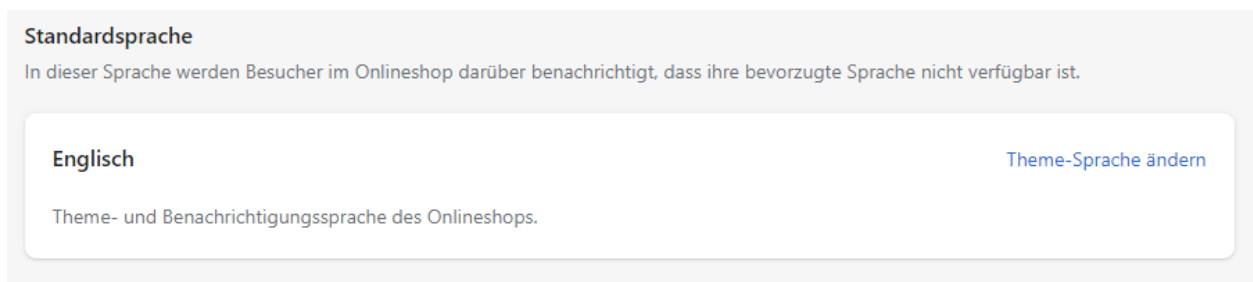 Standardsprache
In dieser Sprache werden Besucher im Onlineshop darüber benachrichtigt, dass ihre bevorzugte Sprache nicht verfügbar ist.
Englisch
Theme-Sprache ändern
Theme- und Benachrichtigungssprache des Onlineshops.